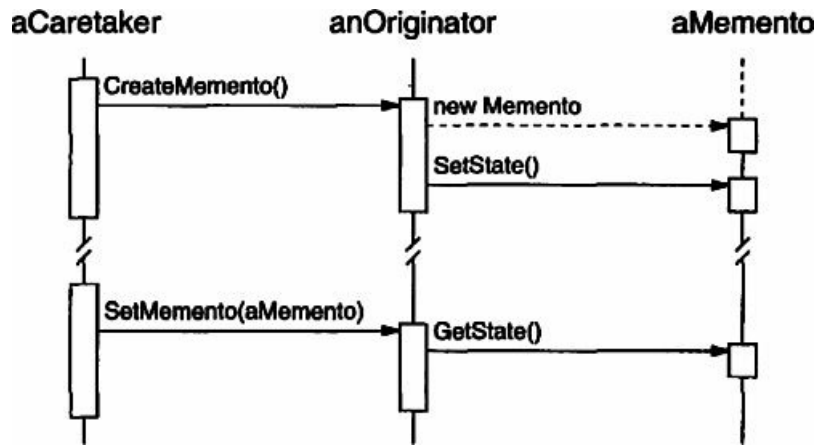 aCaretaker anOriginator aMemento
CreateMemento()
new Memento
SetState()
SetMemento(aMemento)
GetState()